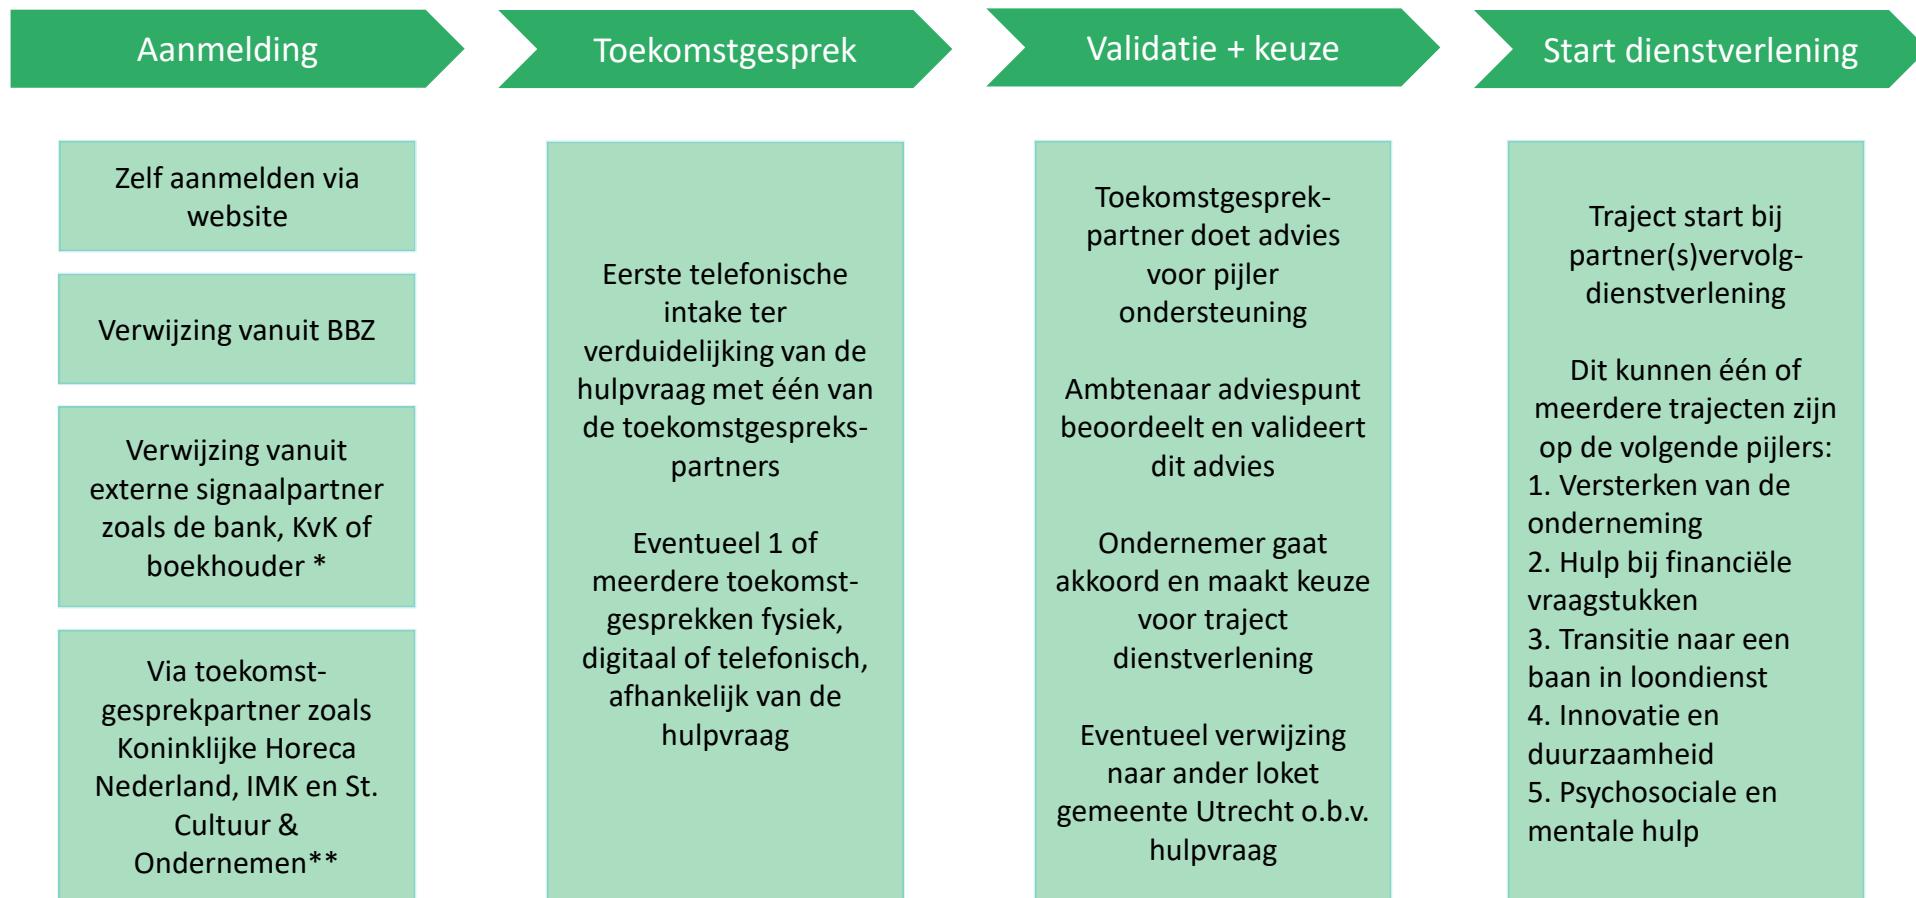 Aanmelding
Zelf aanmelden via
website
Verwijzing vanuit BBZ
Verwijzing vanuit
externe signaalpartner
zoals de bank, KvK of
boekhouder *
Via toekomst-
gesprekpartner zoals
Koninklijke Horeca
Nederland, IMK en St.
Cultuur &
Ondernemen**
Toekomstgesprek
Eerste telefonische
intake ter
verduidelijking van de
hulpvraag met één van
de toekomstgespreks-
partners
Eventueel 1 of
meerdere toekomst-
gesprekken fysiek,
digitaal of telefonisch,
afhankelijk van de
hulpvraag
Validatie + keuze
Toekomstgesprek-
partner doet advies
voor pijler
ondersteuning
Ambtenaar adviespunt
beoordeelt en valideert
dit advies
Ondernemer gaat
akkoord en maakt keuze
voor traject
dienstverlening
Eventueel verwijzing
naar ander loket
gemeente Utrecht o.b.v.
hulpvraag
Start dienstverlening
Traject start bij
partner(s)vervolg-
dienstverlening
Dit kunnen één of
meerdere trajecten zijn
op de volgende pijlers:
1. Versterken van de
onderneming
2. Hulp bij financiële
vraagstukken
3. Transitie naar een
baan in loondienst
4. Innovatie en
duurzaamheid
5. Psychosociale en
mentale hulp